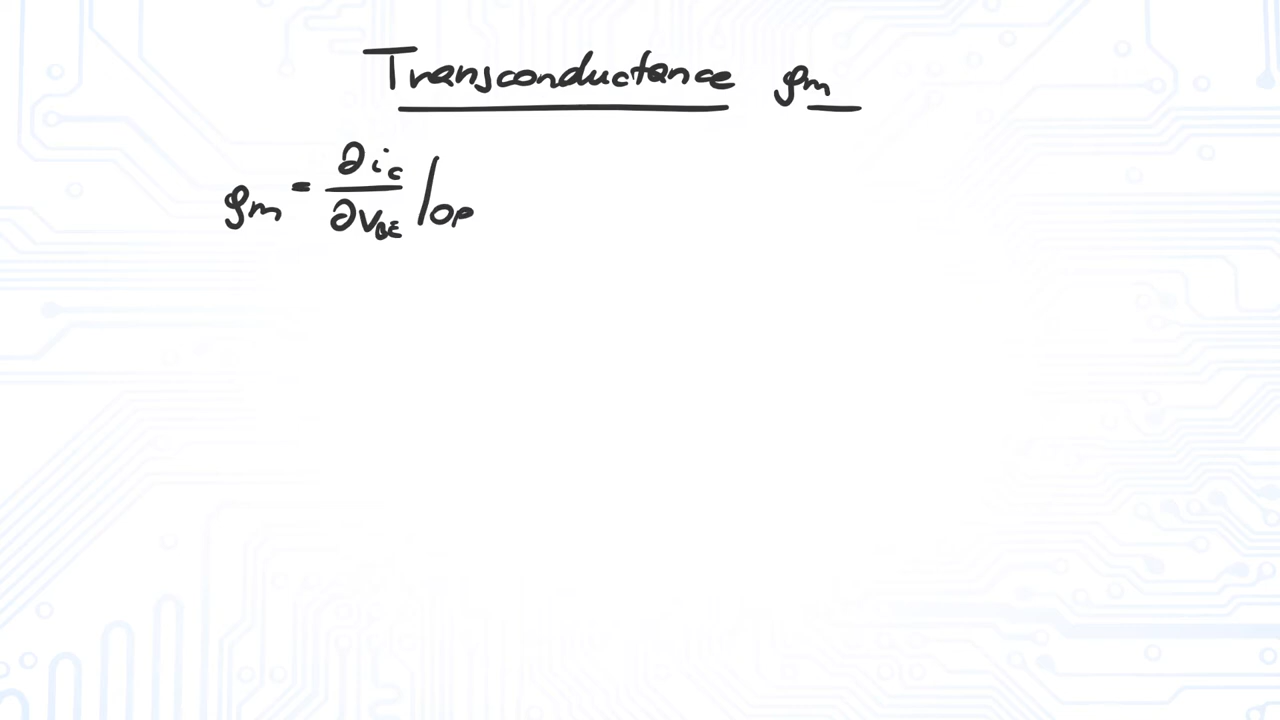 Transconductance gm
gm = ∂ic / ∂vBE |OP